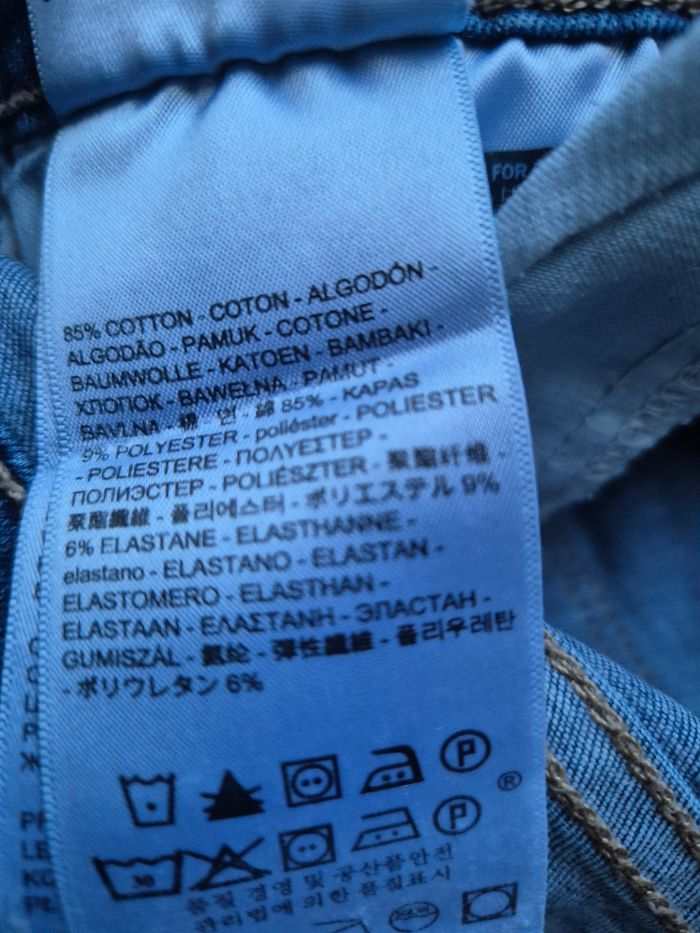 FOR
85% COTTON - COTON - ALGODÓN -
ALGODÃO - PAMUK - COTONE -
BAUMWOLLE - KATOEN - BAMBAKI -
ХЛОПОК - BAWEŁNA - PAMUT -
BAVLNA - 棉 - 면 - 綿 85% - KAPAS
9% POLYESTER - poliéster - POLIESTER
- POLIESTERE - ΠΟΛΥΕΣΤΕΡ -
ПОЛИЭСТЕР - POLIÉSZTER - 聚酯纤维 -
聚酯纖維 - 폴리에스터 - ポリエステル 9%
6% ELASTANE - ELASTHANNE -
elastano - ELASTANO - ELASTAN -
ELASTOMERO - ELASTHAN -
ELASTAAN - ΕΛΑΣΤΑΝΗ - ЭЛАСТАН -
GUMISZÁL - 氨纶 - 彈性纖維 - 폴리우레탄
- ポリウレタン 6%
P
®
30
P
품질 경영 및 공산품안전
관리법에 의한 품질표시